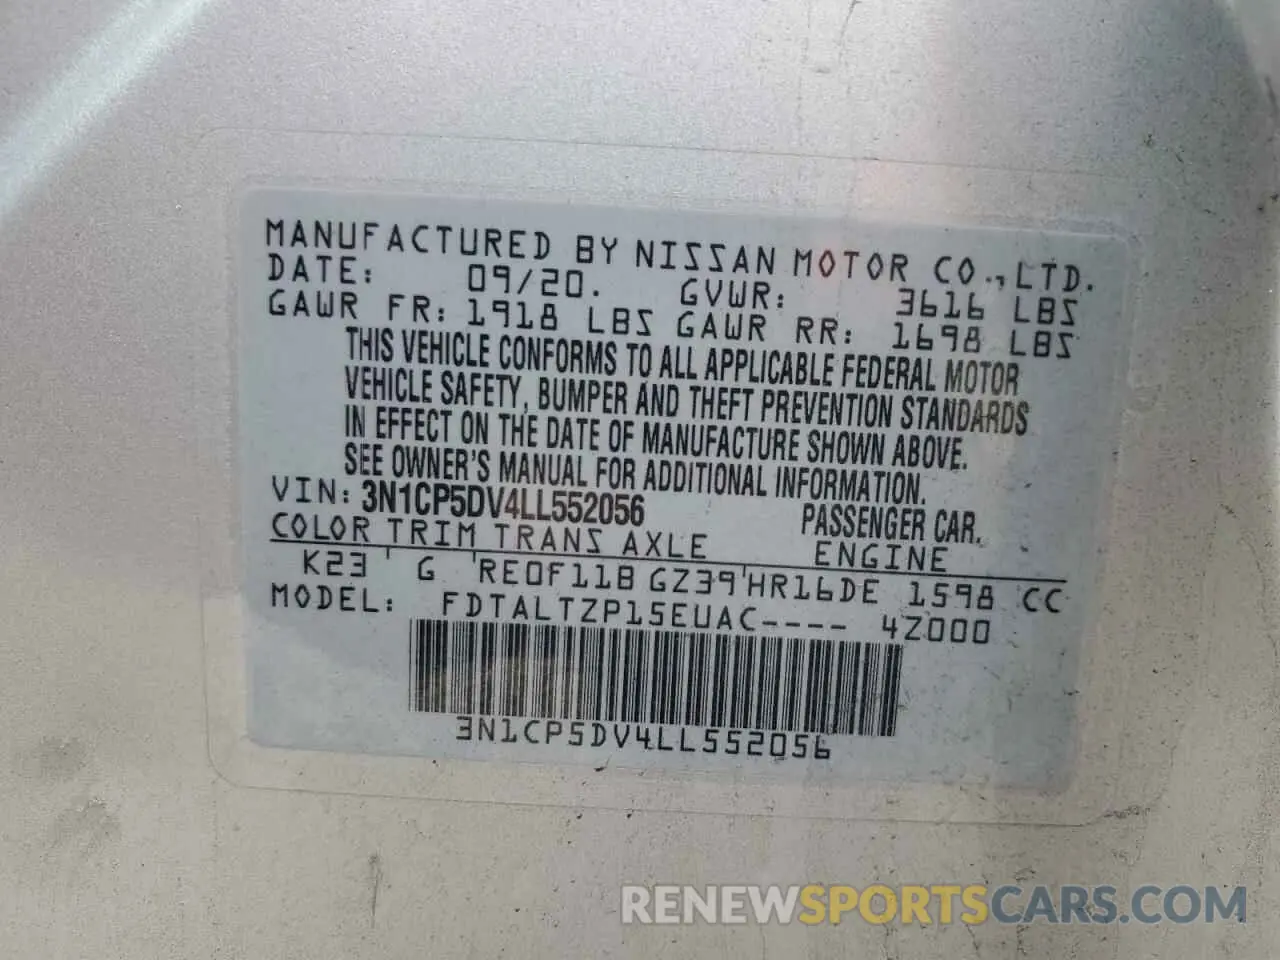 MANUFACTURED BY NISSAN MOTOR CO., LTD.
DATE: 09/20. GVWR: 3616 LBS
GAWR FR: 1918 LBS GAWR RR: 1698 LBS
THIS VEHICLE CONFORMS TO ALL APPLICABLE FEDERAL MOTOR
VEHICLE SAFETY, BUMPER AND THEFT PREVENTION STANDARDS
IN EFFECT ON THE DATE OF MANUFACTURE SHOWN ABOVE.
SEE OWNER'S MANUAL FOR ADDITIONAL INFORMATION.
VIN: 3N1CP5DV4LL552056 PASSENGER CAR.
COLOR TRIM TRANS AXLE ENGINE
K23 ' G 'RE0F11B GZ39'HR16DE 1598 CC
MODEL: FDTALTZP15EUAC---- 4Z000
3N1CP5DV4LL552056
RENEWSPORTSCARS.COM